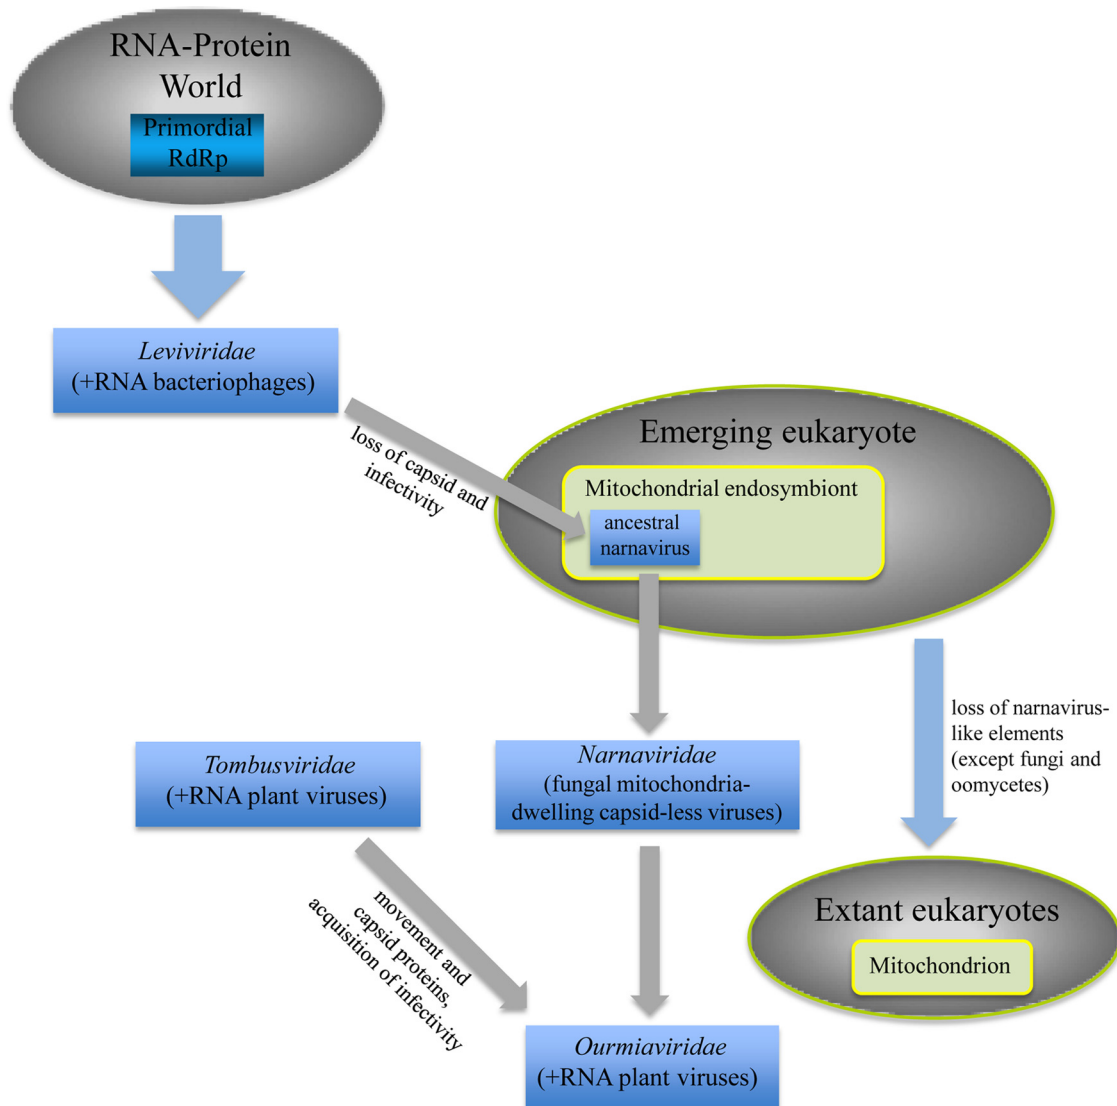 RNA-Protein
World
Primordial
RdRp
Leviviridae
(+RNA bacteriophages)
loss of capsid and
infectivity
Emerging eukaryote
Mitochondrial endosymbiont
ancestral
narnavirus
loss of narnavirus-
like elements
(except fungi and
oomycetes)
Tombusviridae
(+RNA plant viruses)
Narnaviridae
(fungal mitochondria-
dwelling capsid-less viruses)
movement and
capsid proteins,
acquisition of infectivity
Extant eukaryotes
Mitochondrion
Ourmiaviridae
(+RNA plant viruses)